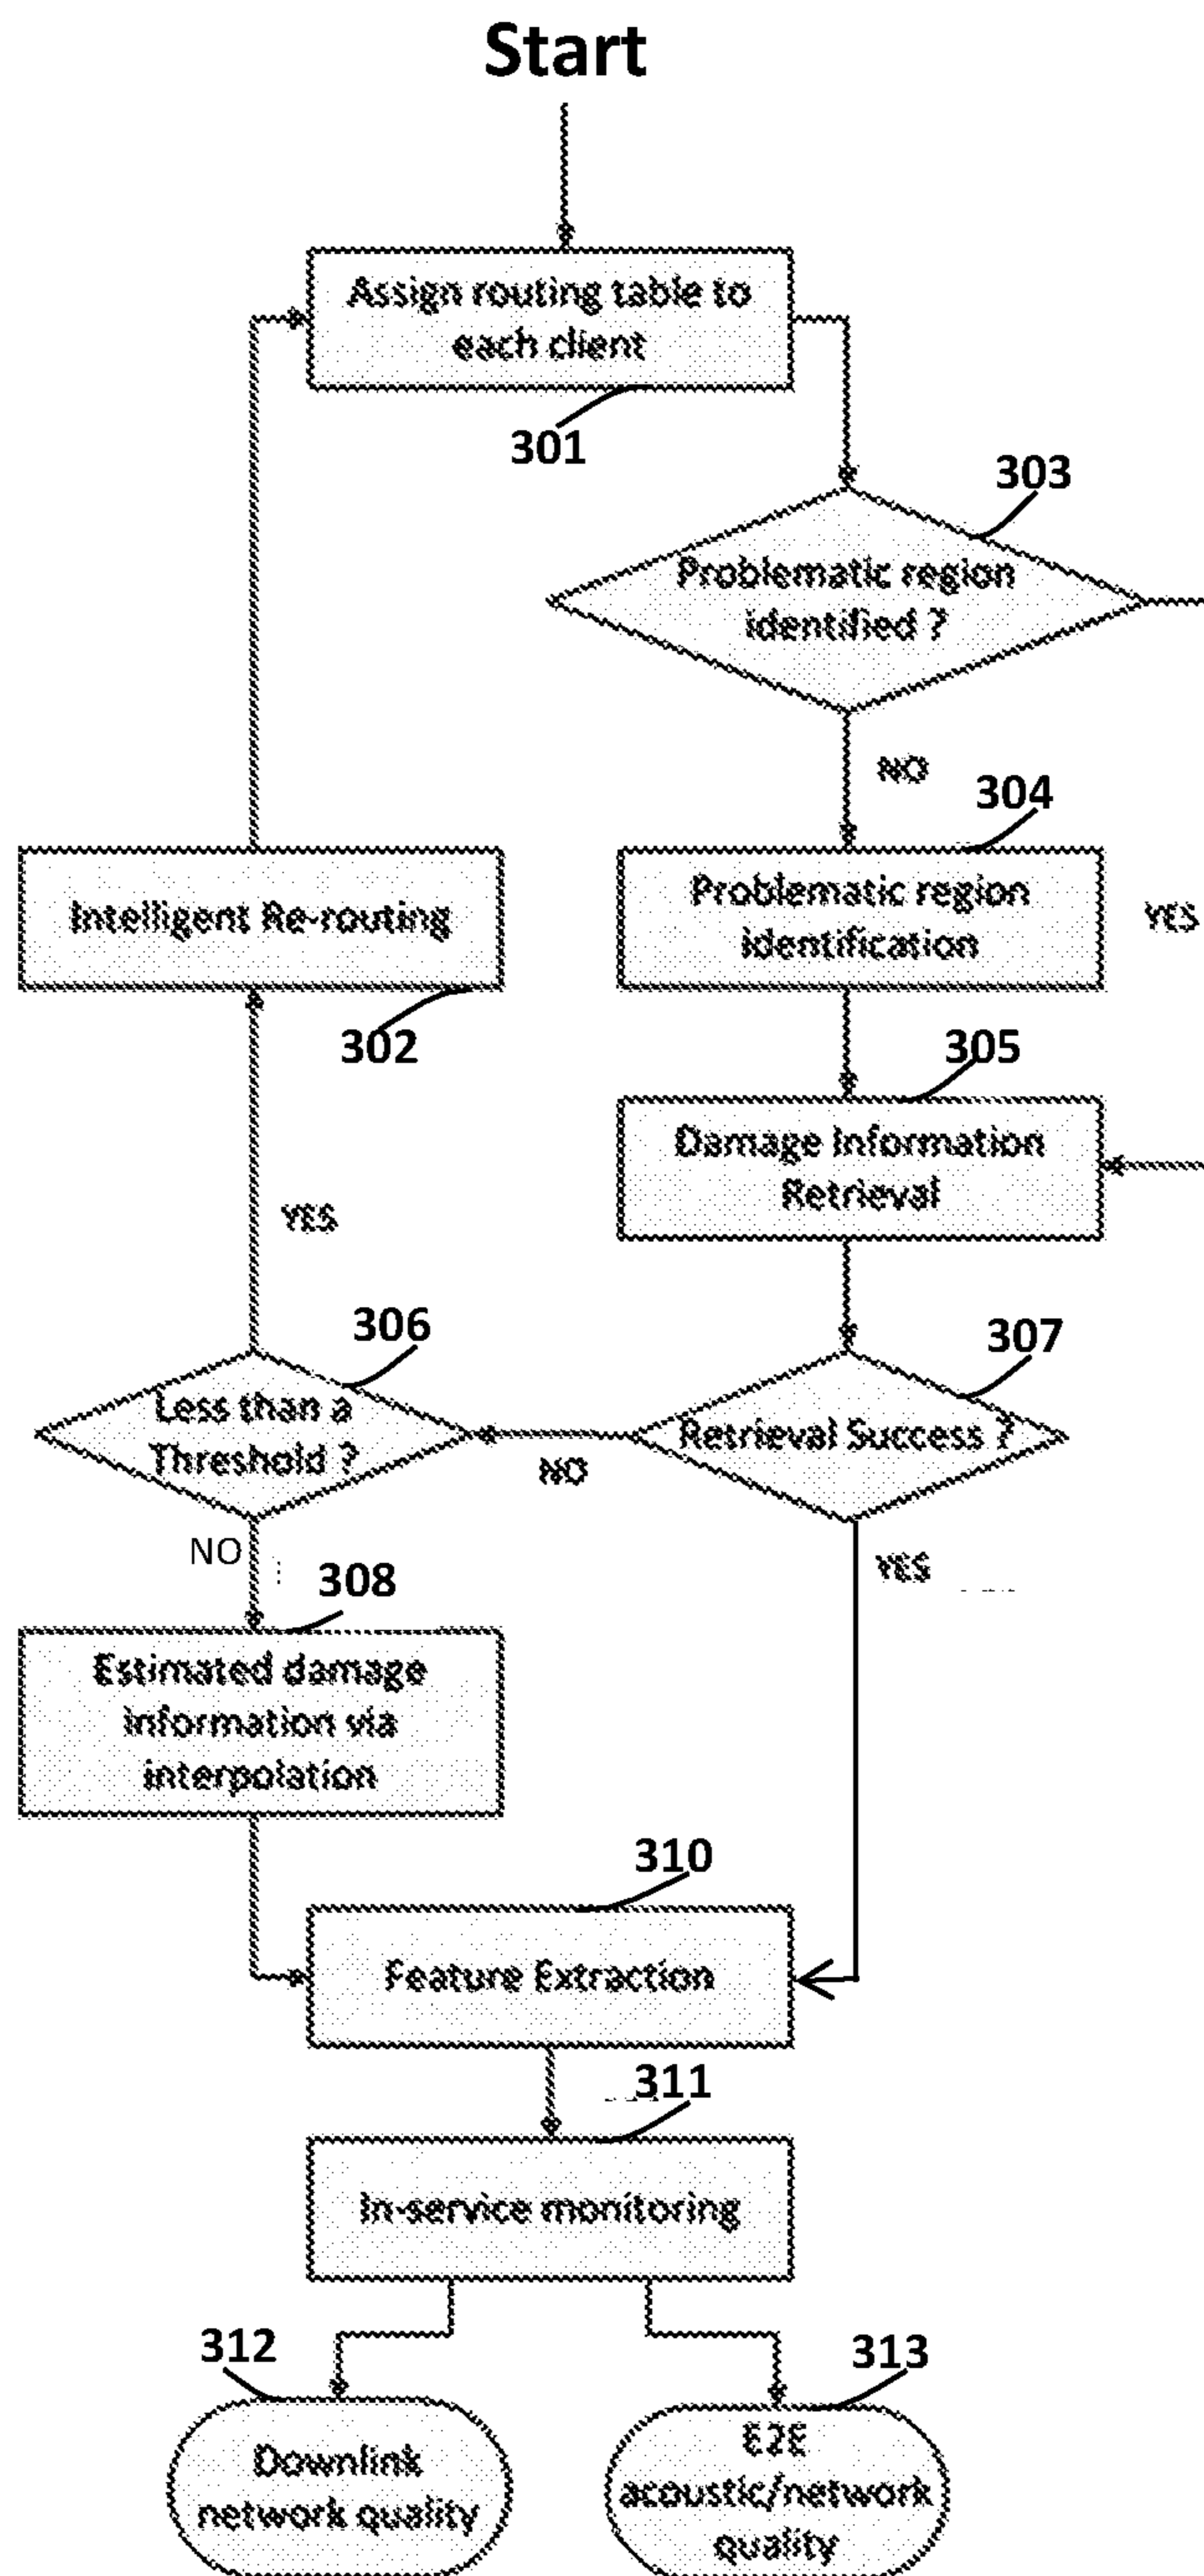 Start
Assign routing table to
each client
301
303
Problematic region
identified ?
NO
304
Intelligent Re-routing
302
Problematic region
identification
YES
305
Damage Information
Retrieval
YES
306
Less than a
Threshold ?
307
Retrieval Success ?
NO
NO
308
YES
Estimated damage
information via
interpolation
310
Feature Extraction
311
In-service monitoring
312
Downlink
network quality
313
E2E
acoustic/network
quality